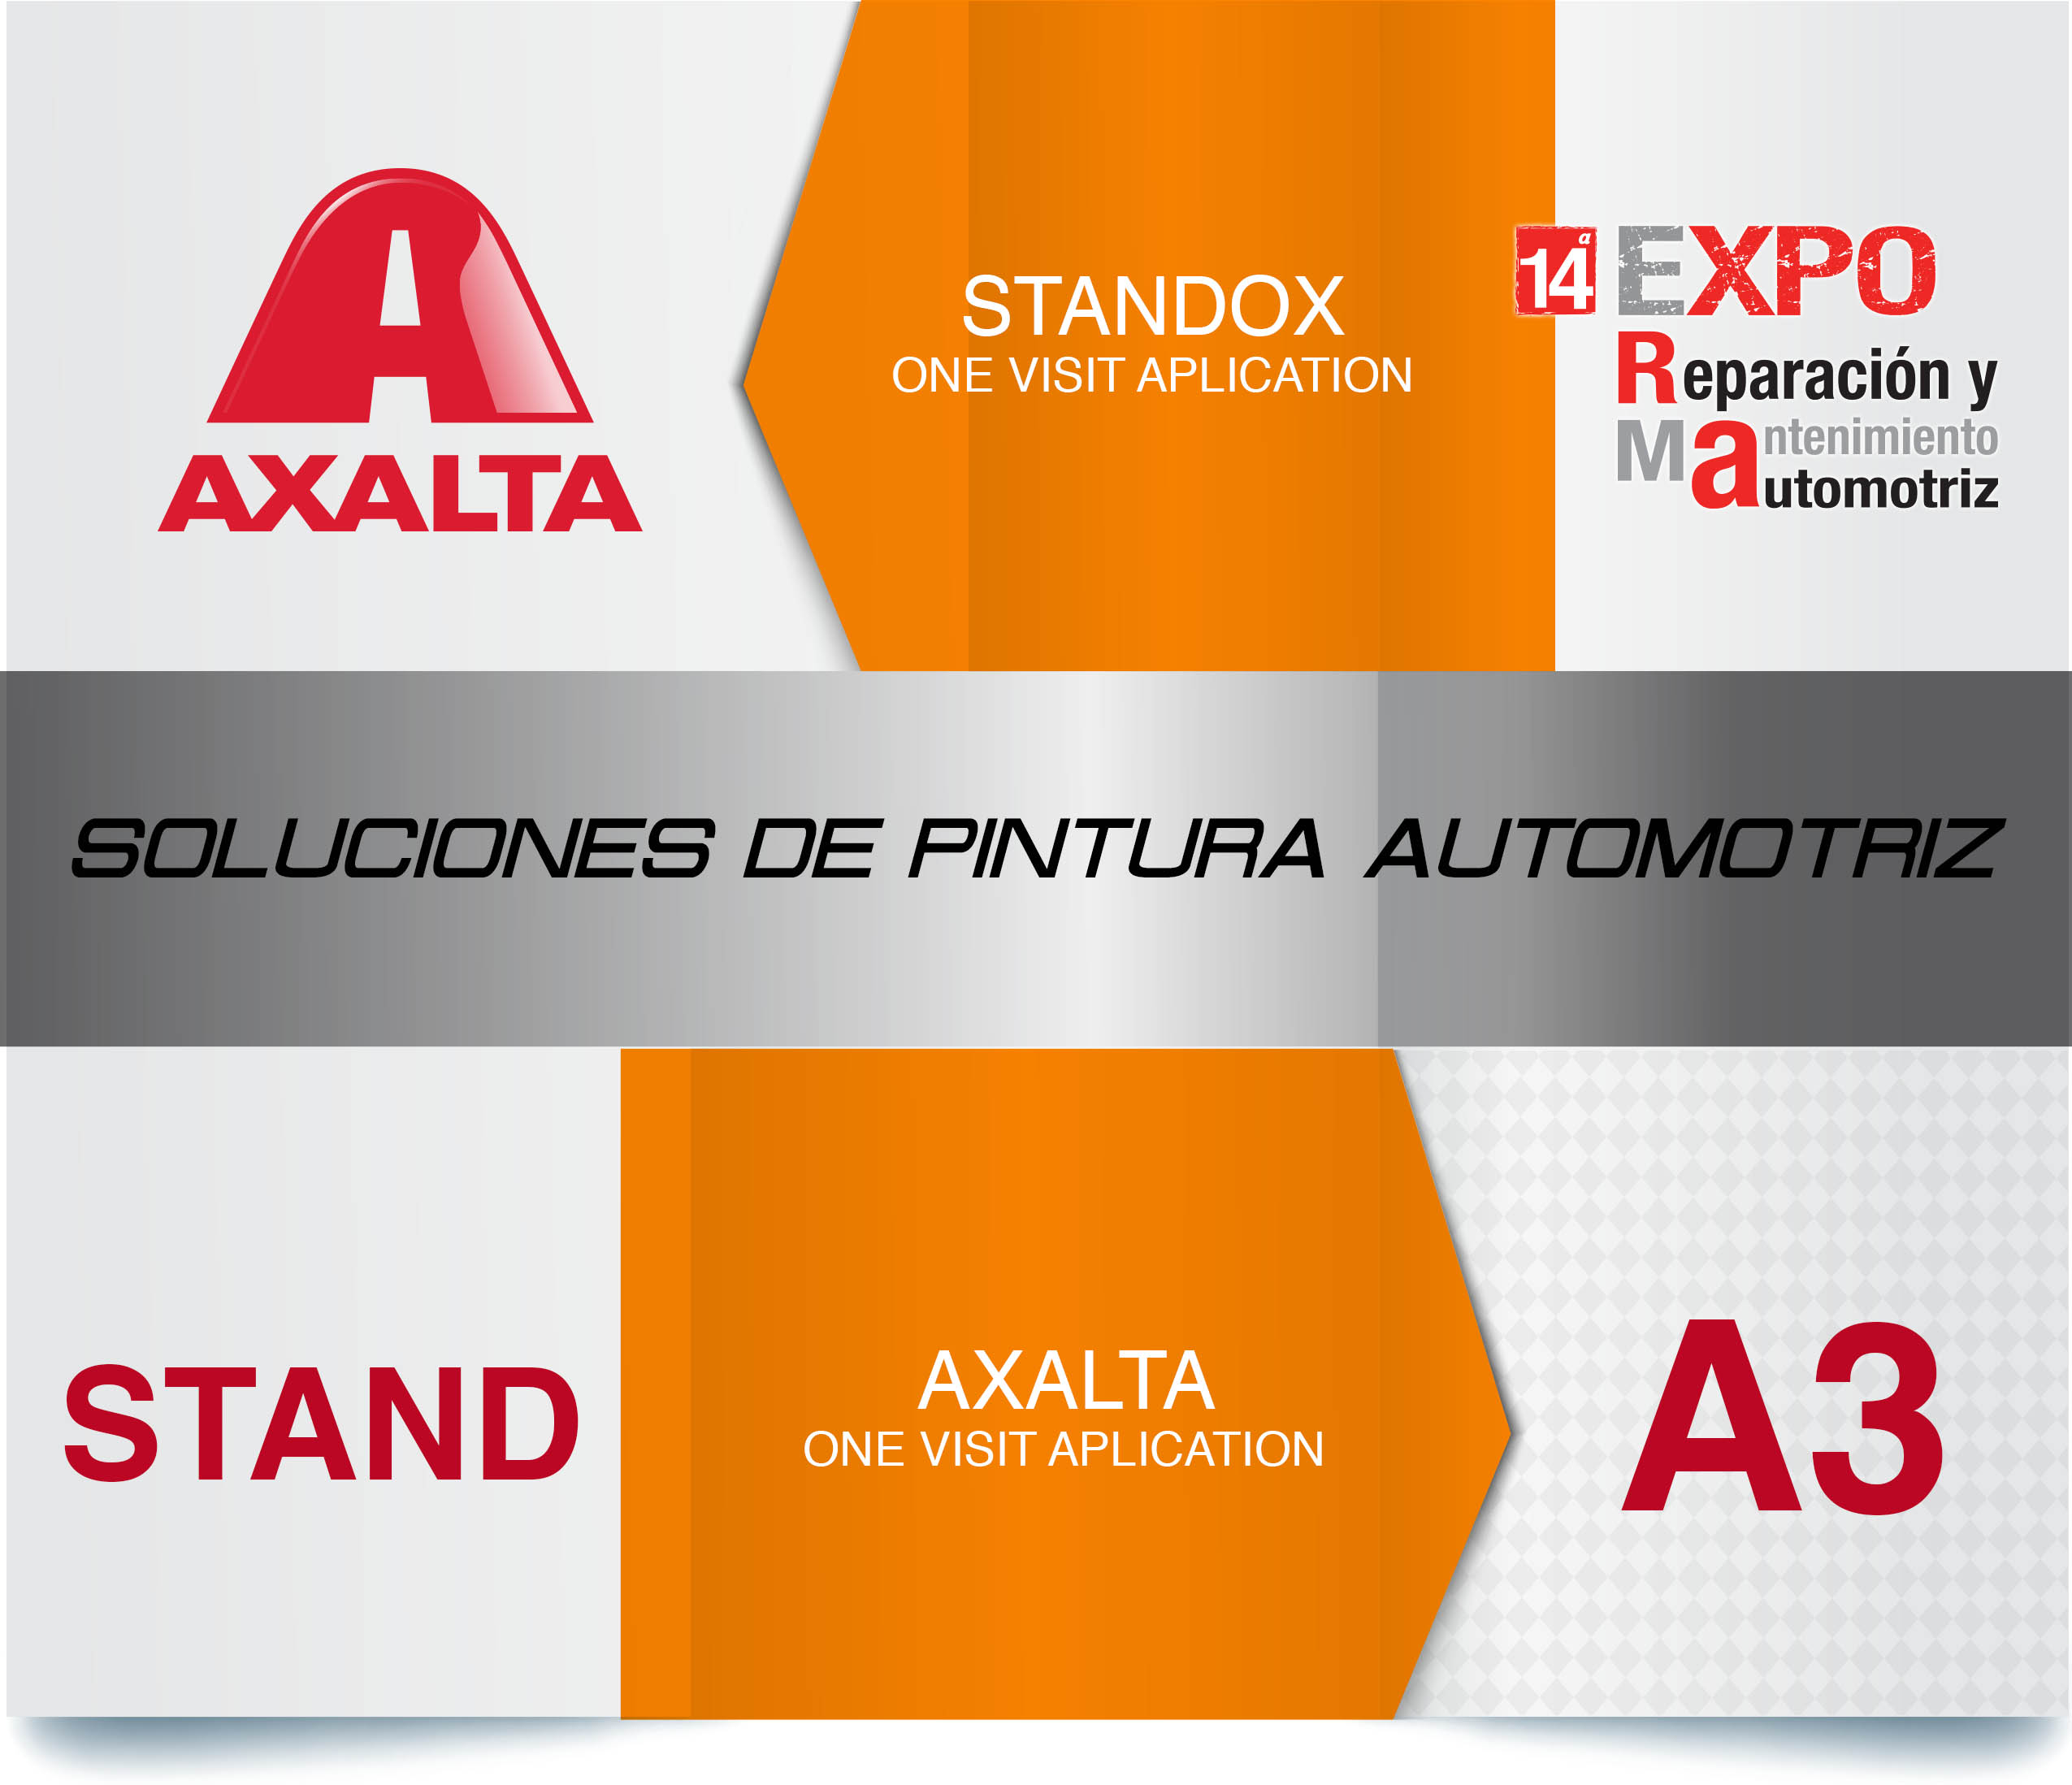 AXALTA
STANDOX
ONE VISIT APLICATION
14ª EXPO
Reparación y
Mantenimiento
automotriz
SOLUCIONES DE PINTURA AUTOMOTRIZ
STAND
AXALTA
ONE VISIT APLICATION
A3